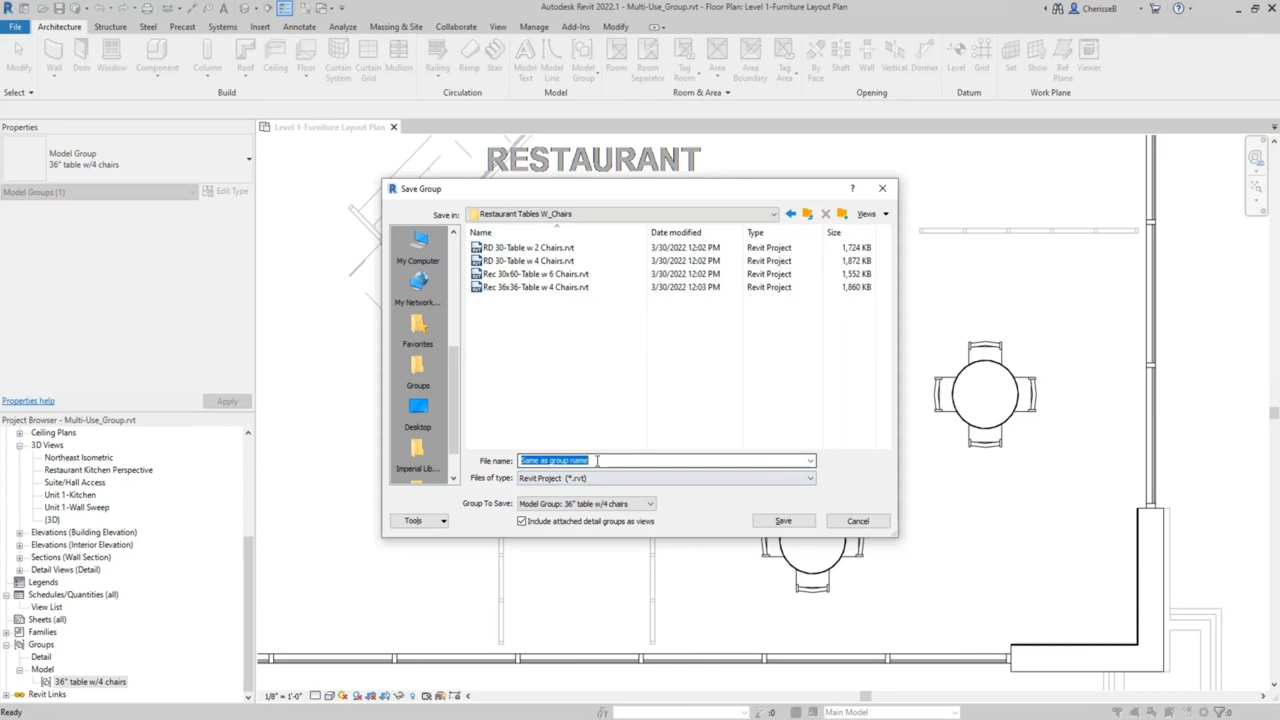 Autodesk Revit 2022.1 - Multi-Use_Group.rvt - Floor Plan: Level 1-Furniture Layout Plan
CherisseB
File Architecture Structure Steel Precast Systems Insert Annotate Analyze Massing & Site Collaborate View Manage Add-Ins Modify
Modify Wall Door Window Component Column Roof Ceiling Floor Curtain System Curtain Grid Mullion Railing Ramp Stair Model Text Model Line Model Group Room Room Separator Tag Room Area Area Boundary Tag Area By Face Shaft Wall Vertical Dormer Level Grid Set Show Ref Plane Viewer
Select Build Circulation Model Room & Area Opening Datum Work Plane
Properties
Level 1-Furniture Layout Plan
Model Group
36" table w/4 chairs
Model Groups (1) Edit Type
Properties help Apply
Project Browser - Multi-Use_Group.rvt
Ceiling Plans
3D Views
Northeast Isometric
Restaurant Kitchen Perspective
Suite/Hall Access
Unit 1-Kitchen
Unit 1-Wall Sweep
{3D}
Elevations (Building Elevation)
Elevations (Interior Elevation)
Sections (Wall Section)
Detail Views (Detail)
Legends
Schedules/Quantities (all)
View List
Sheets (all)
Families
Groups
Detail
Model
36" table w/4 chairs
Revit Links
Ready
RESTAURANT
Save Group
Save in: Restaurant Tables W_Chairs Views
Name Date modified Type Size
RD 30-Table w 2 Chairs.rvt 3/30/2022 12:02 PM Revit Project 1,724 KB
RD 30-Table w 4 Chairs.rvt 3/30/2022 12:02 PM Revit Project 1,872 KB
Rec 30x60-Table w 6 Chairs.rvt 3/30/2022 12:02 PM Revit Project 1,552 KB
Rec 36x36-Table w 4 Chairs.rvt 3/30/2022 12:03 PM Revit Project 1,860 KB
My Computer
My Network...
Favorites
Groups
Desktop
Imperial Lib...
File name: Same as group name
Files of type: Revit Project (*.rvt)
Group To Save: Model Group: 36" table w/4 chairs
Tools Include attached detail groups as views Save Cancel
1/8" = 1'-0"
:0 Main Model :0